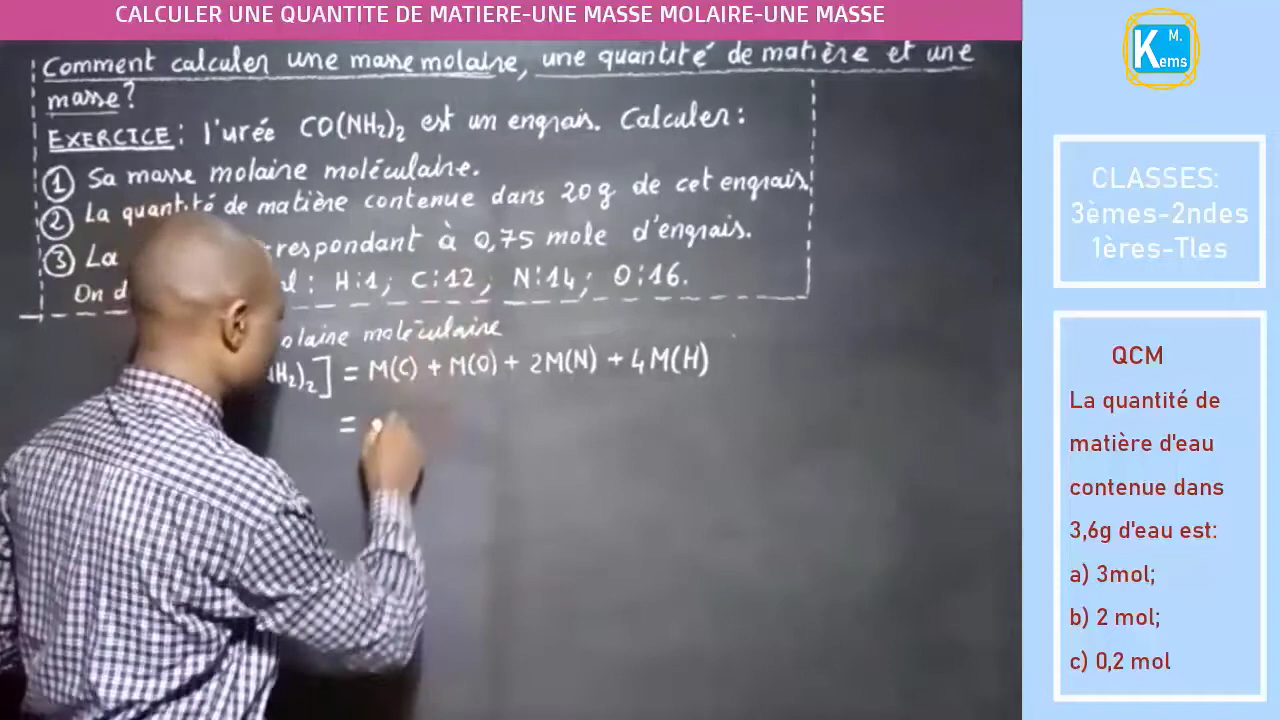 CALCULER UNE QUANTITE DE MATIERE-UNE MASSE MOLAIRE-UNE MASSE
Comment calculer une masse molaire, une quantité de matière et une
masse?
EXERCICE: l'urée CO(NH₂)₂ est un engrais. Calculer:
① Sa masse molaire moléculaire.
② La quantité de matière contenue dans 20g de cet engrais.
③ La respondant à 0,75 mole d'engrais.
On d l: H:1; C:12; N:14; O:16.
olaire moléculaire
H₂)₂] = M(C) + M(O) + 2M(N) + 4M(H)
=
K M.
ems
CLASSES:
3èmes-2ndes
1ères-Tles
QCM
La quantité de
matière d'eau
contenue dans
3,6g d'eau est:
a) 3mol;
b) 2 mol;
c) 0,2 mol